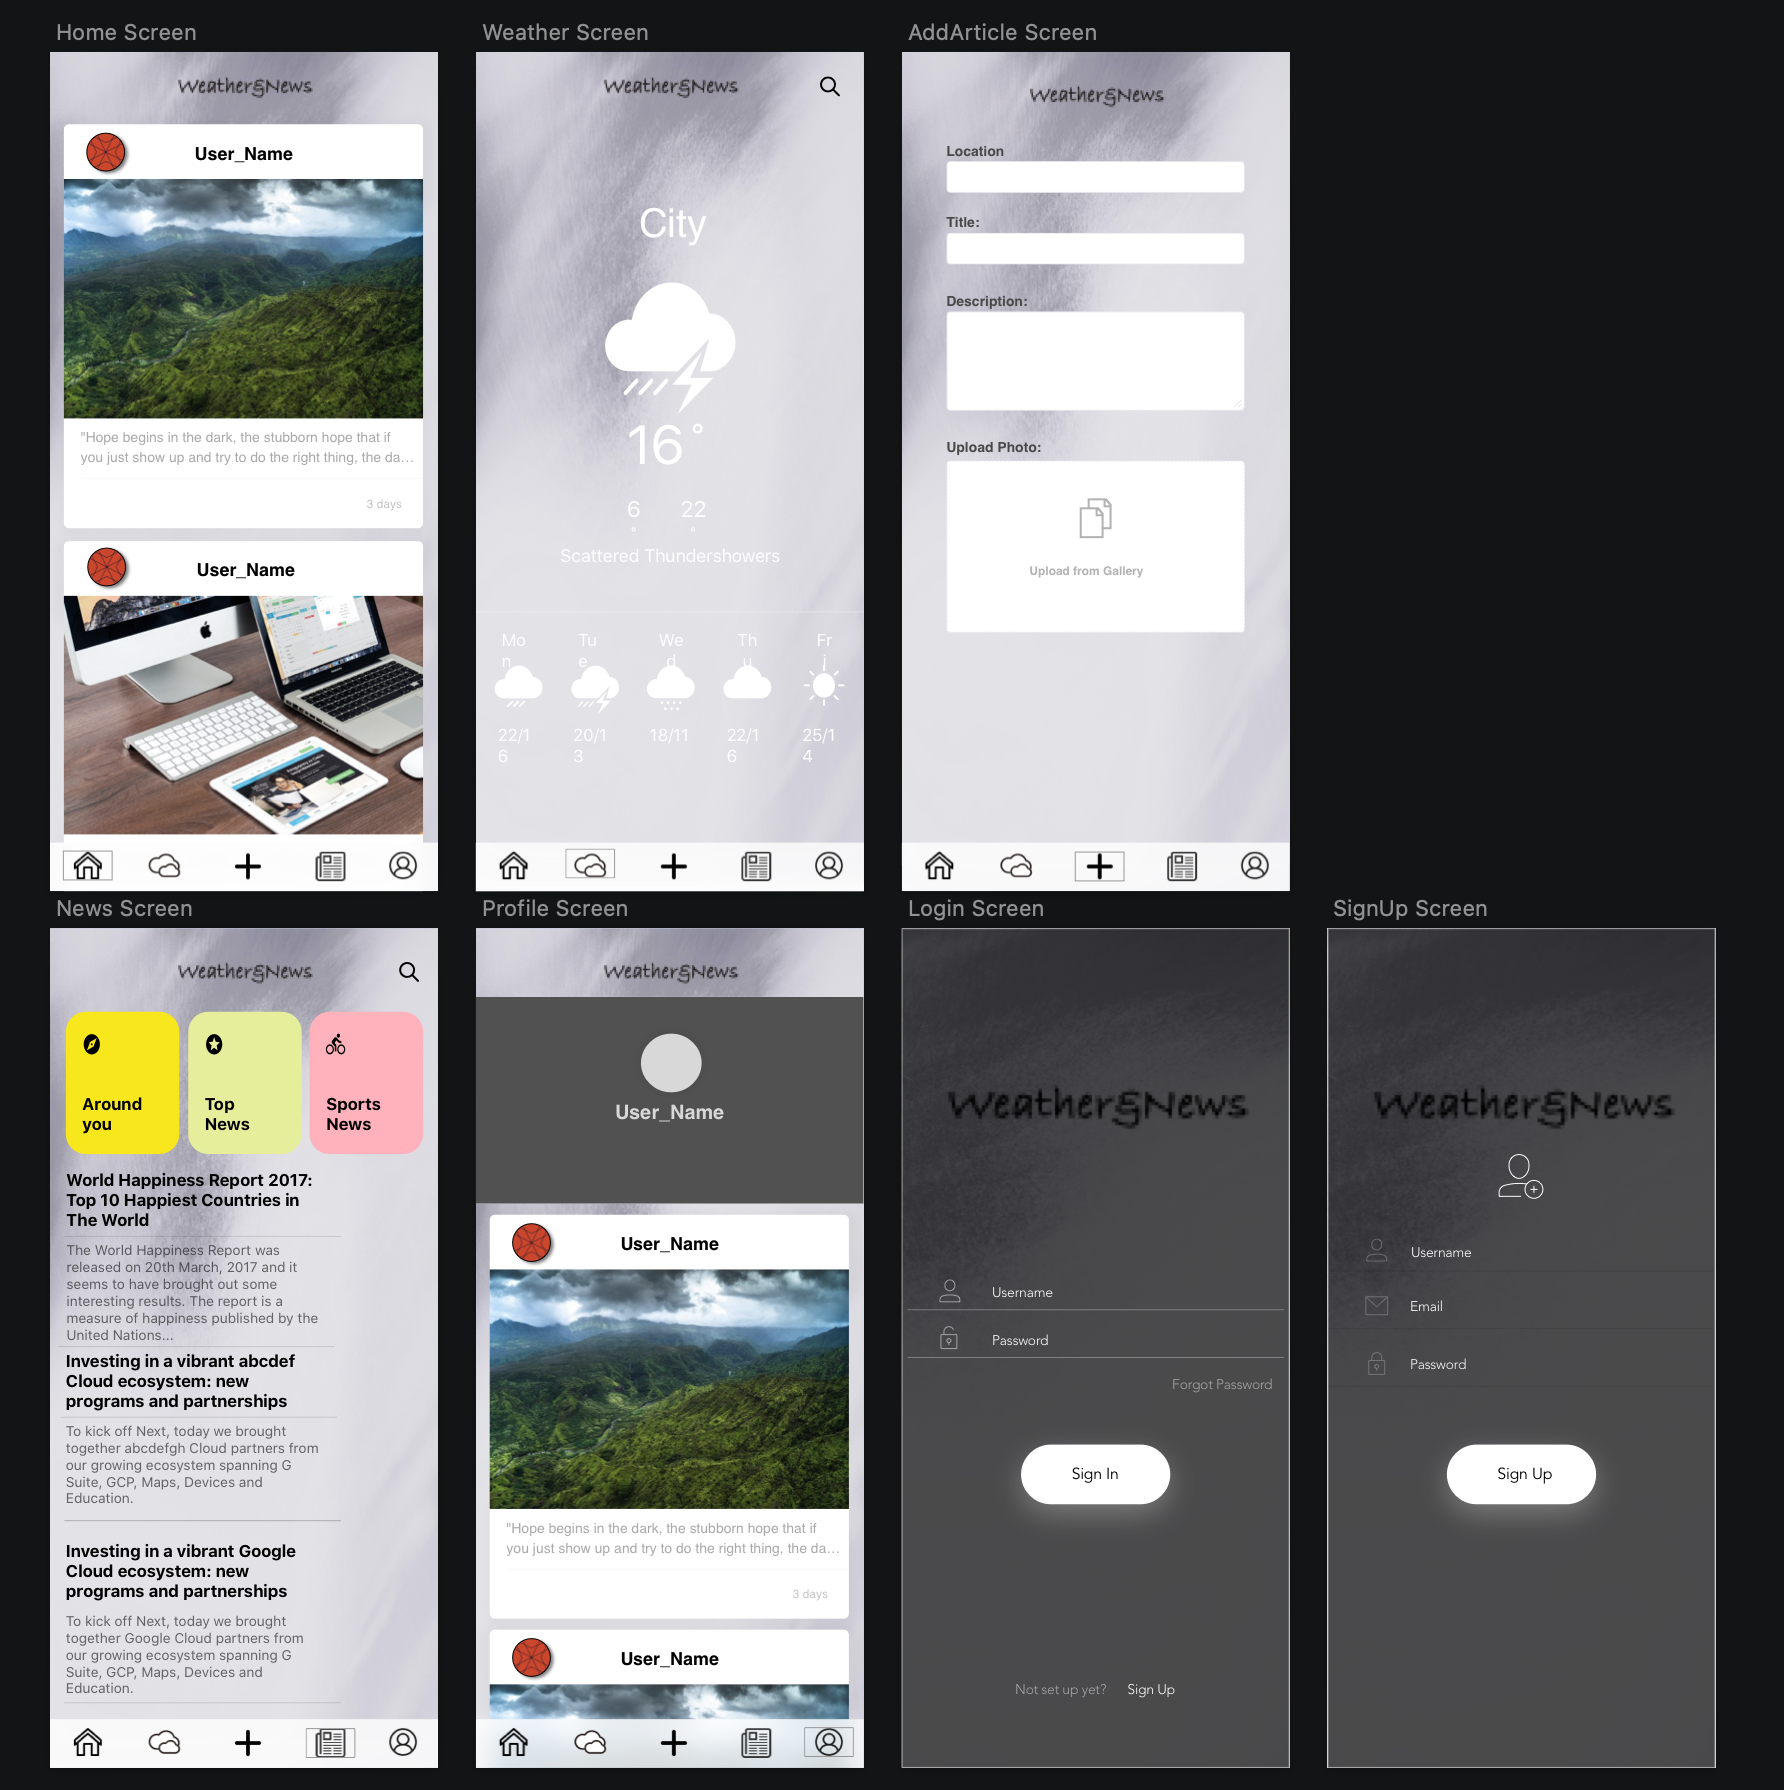 Home Screen
Weather&News
User_Name
"Hope begins in the dark, the stubborn hope that if
you just show up and try to do the right thing, the da...
3 days
User_Name
Weather Screen
Weather&News
City
16°
6°
22°
Scattered Thundershowers
Mo
n
Tu
e
We
d
Th
u
Fr
i
22/1
6
20/1
3
18/11
22/1
6
25/1
4
AddArticle Screen
Weather&News
Location
Title:
Description:
Upload Photo:
Upload from Gallery
News Screen
Weather&News
Around
you
Top
News
Sports
News
World Happiness Report 2017:
Top 10 Happiest Countries in
The World
The World Happiness Report was
released on 20th March, 2017 and it
seems to have brought out some
interesting results. The report is a
measure of happiness published by the
United Nations...
Investing in a vibrant abcdef
Cloud ecosystem: new
programs and partnerships
To kick off Next, today we brought
together abcdefgh Cloud partners from
our growing ecosystem spanning G
Suite, GCP, Maps, Devices and
Education.
Investing in a vibrant Google
Cloud ecosystem: new
programs and partnerships
To kick off Next, today we brought
together Google Cloud partners from
our growing ecosystem spanning G
Suite, GCP, Maps, Devices and
Education.
Profile Screen
Weather&News
User_Name
User_Name
"Hope begins in the dark, the stubborn hope that if
you just show up and try to do the right thing, the da...
3 days
User_Name
Login Screen
Weather&News
Username
Password
Forgot Password
Sign In
Not set up yet? Sign Up
SignUp Screen
Weather&News
Username
Email
Password
Sign Up